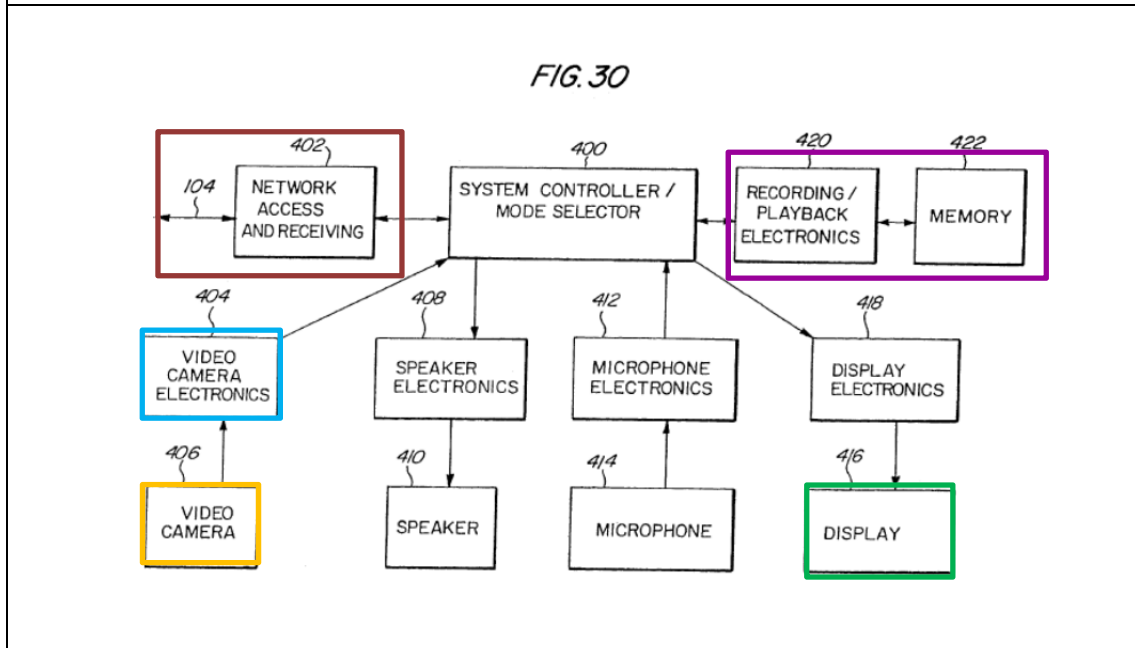 FIG. 30
402
400
420
422
104
NETWORK
ACCESS
AND RECEIVING
SYSTEM CONTROLLER /
MODE SELECTOR
RECORDING/
PLAYBACK
ELECTRONICS
MEMORY
404
408
412
418
VIDEO
CAMERA
ELECTRONICS
SPEAKER
ELECTRONICS
MICROPHONE
ELECTRONICS
DISPLAY
ELECTRONICS
406
410
414
416
VIDEO
CAMERA
SPEAKER
MICROPHONE
DISPLAY